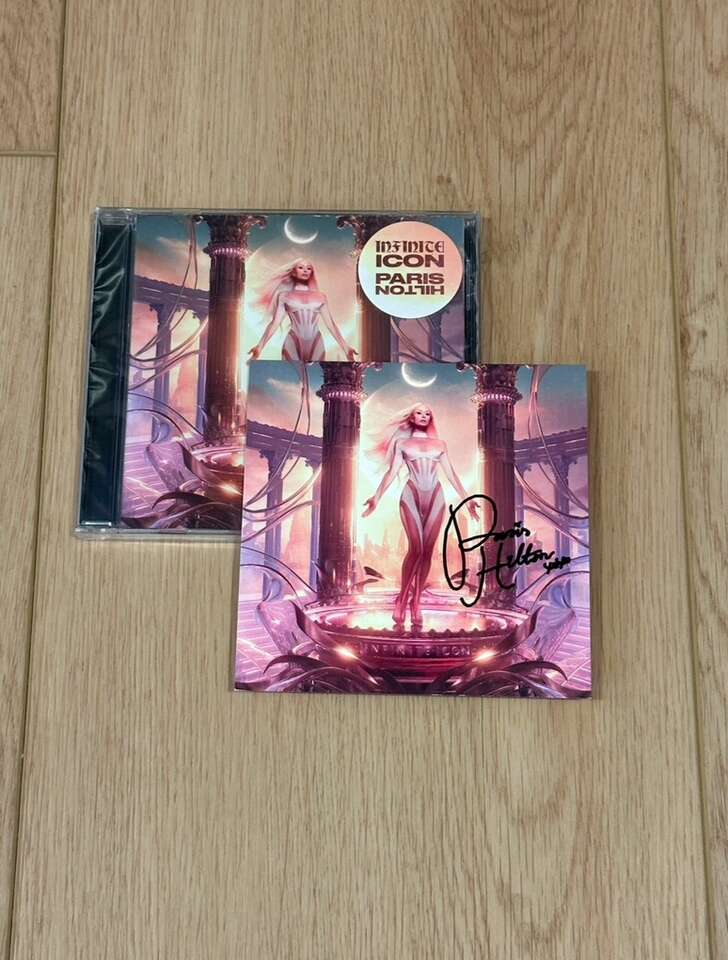 INFINITE
ICON
PARIS
HILTON
Paris
Hilton
INFINITE ICON